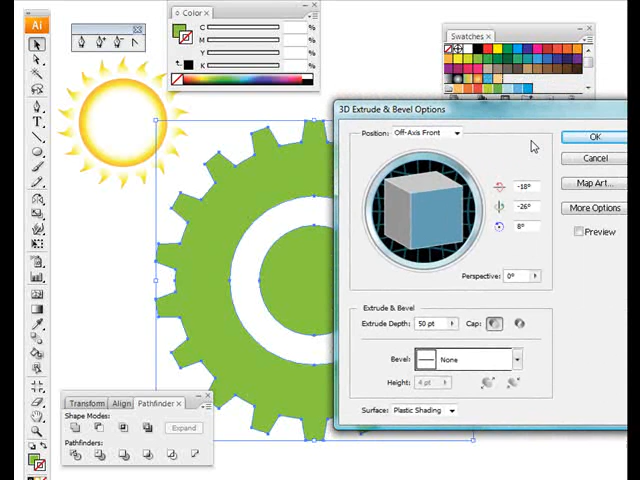 Ai
Color ×
C %
M %
Y %
K %
Swatches ×
3D Extrude & Bevel Options
Position: Off-Axis Front
OK
Cancel
Map Art...
More Options
Preview
-18°
-26°
8°
Perspective: 0°
Extrude & Bevel
Extrude Depth: 50 pt Cap:
Bevel: None
Height: 4 pt
Surface: Plastic Shading
Transform Align Pathfinder ×
Shape Modes:
Expand
Pathfinders:
T